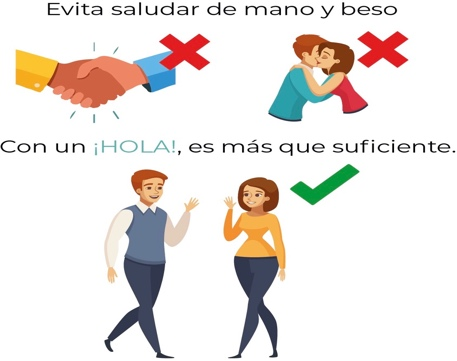 Evita saludar de mano y beso
Con un ¡HOLA!, es más que suficiente.